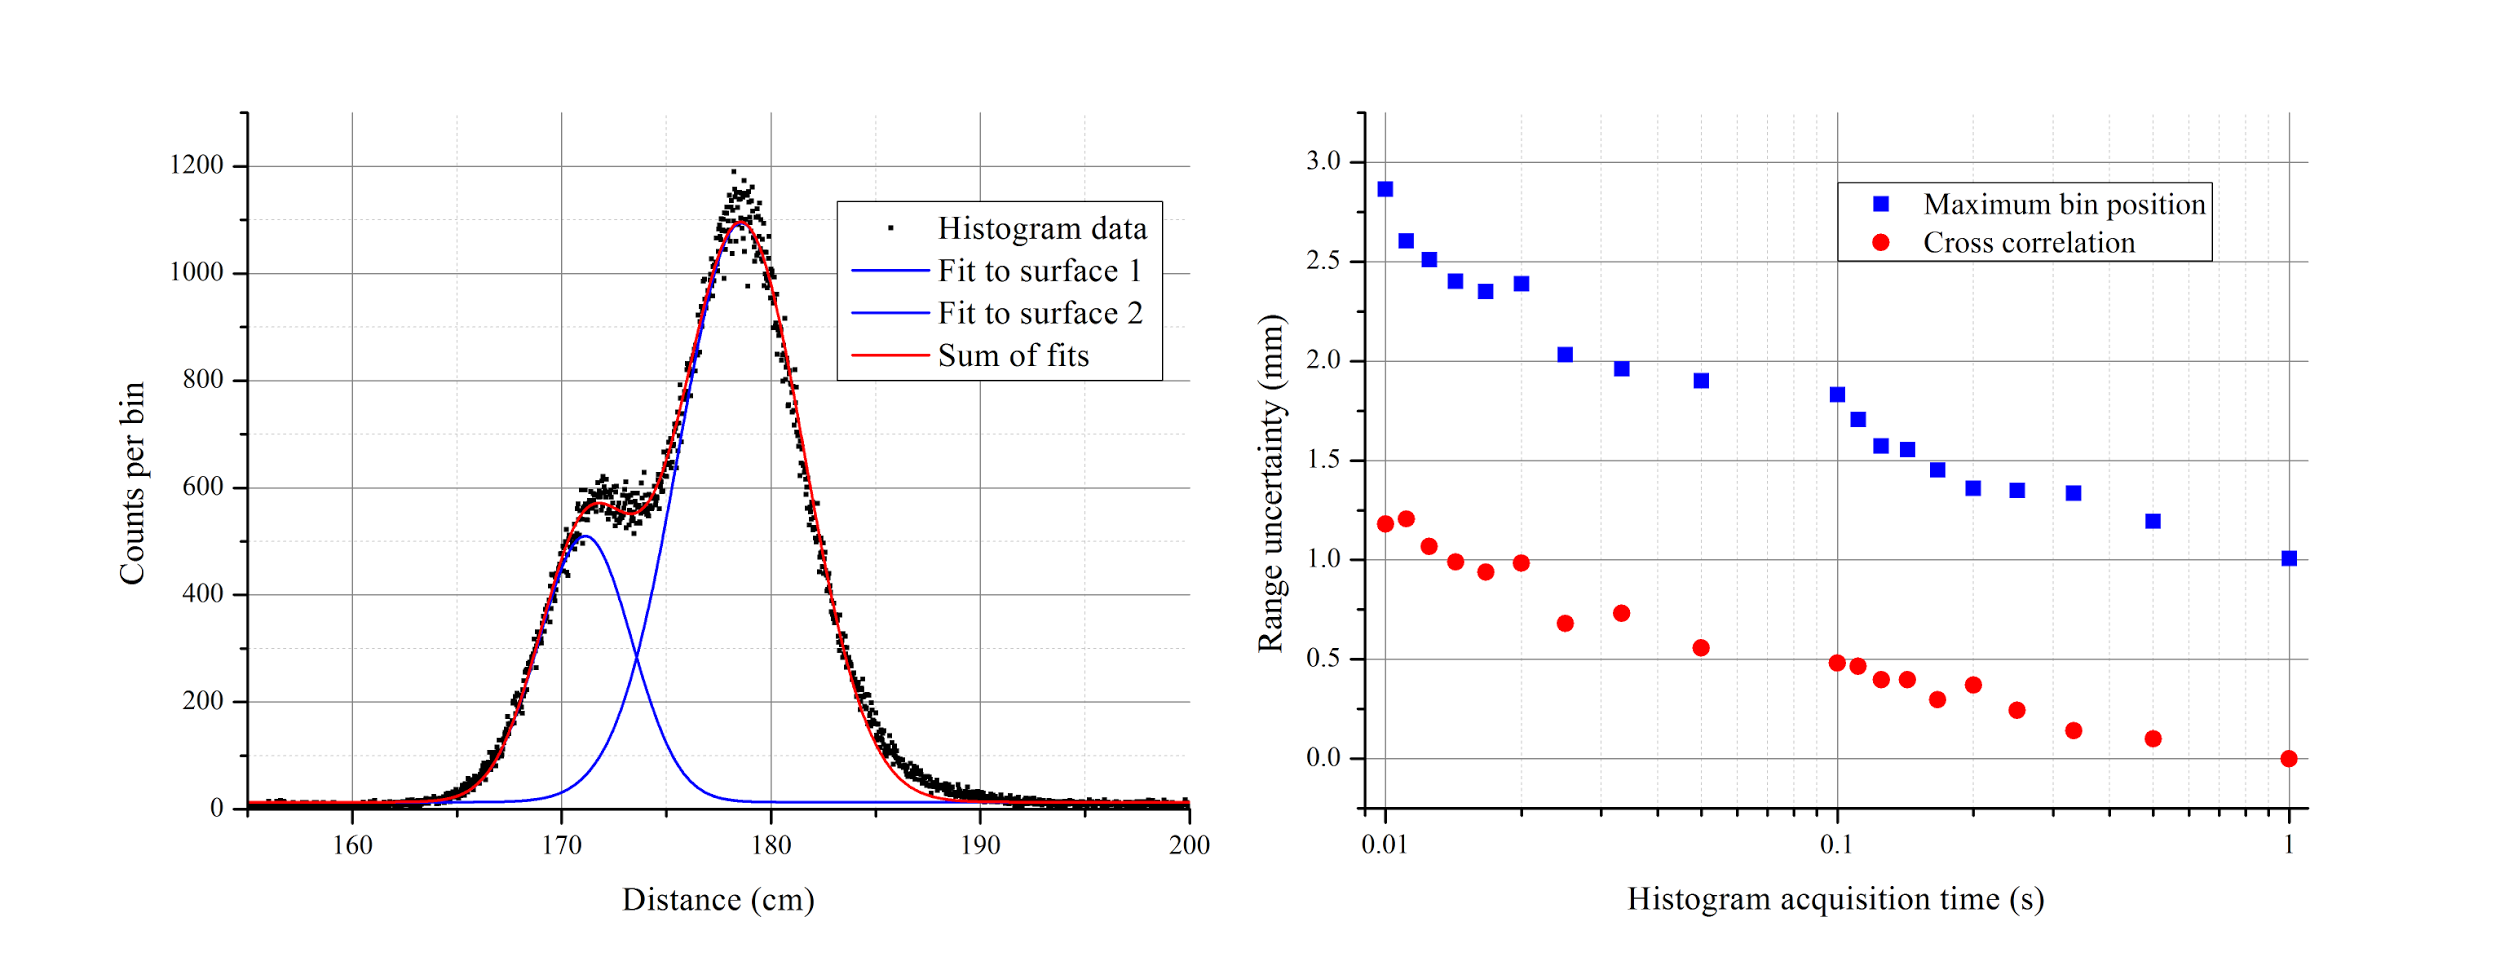 1200
1000
800
600
400
200
0
160
170
180
190
200
Counts per bin
Distance (cm)
Histogram data
Fit to surface 1
Fit to surface 2
Sum of fits
3.0
2.5
2.0
1.5
1.0
0.5
0.0
0.01
0.1
1
Range uncertainty (mm)
Histogram acquisition time (s)
Maximum bin position
Cross correlation